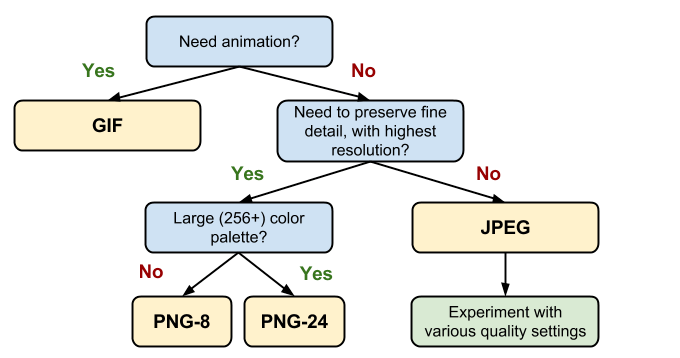 Need animation?
Yes
No
GIF
Need to preserve fine
detail, with highest
resolution?
Yes
No
Large (256+) color
palette?
JPEG
No
Yes
PNG-8
PNG-24
Experiment with
various quality settings